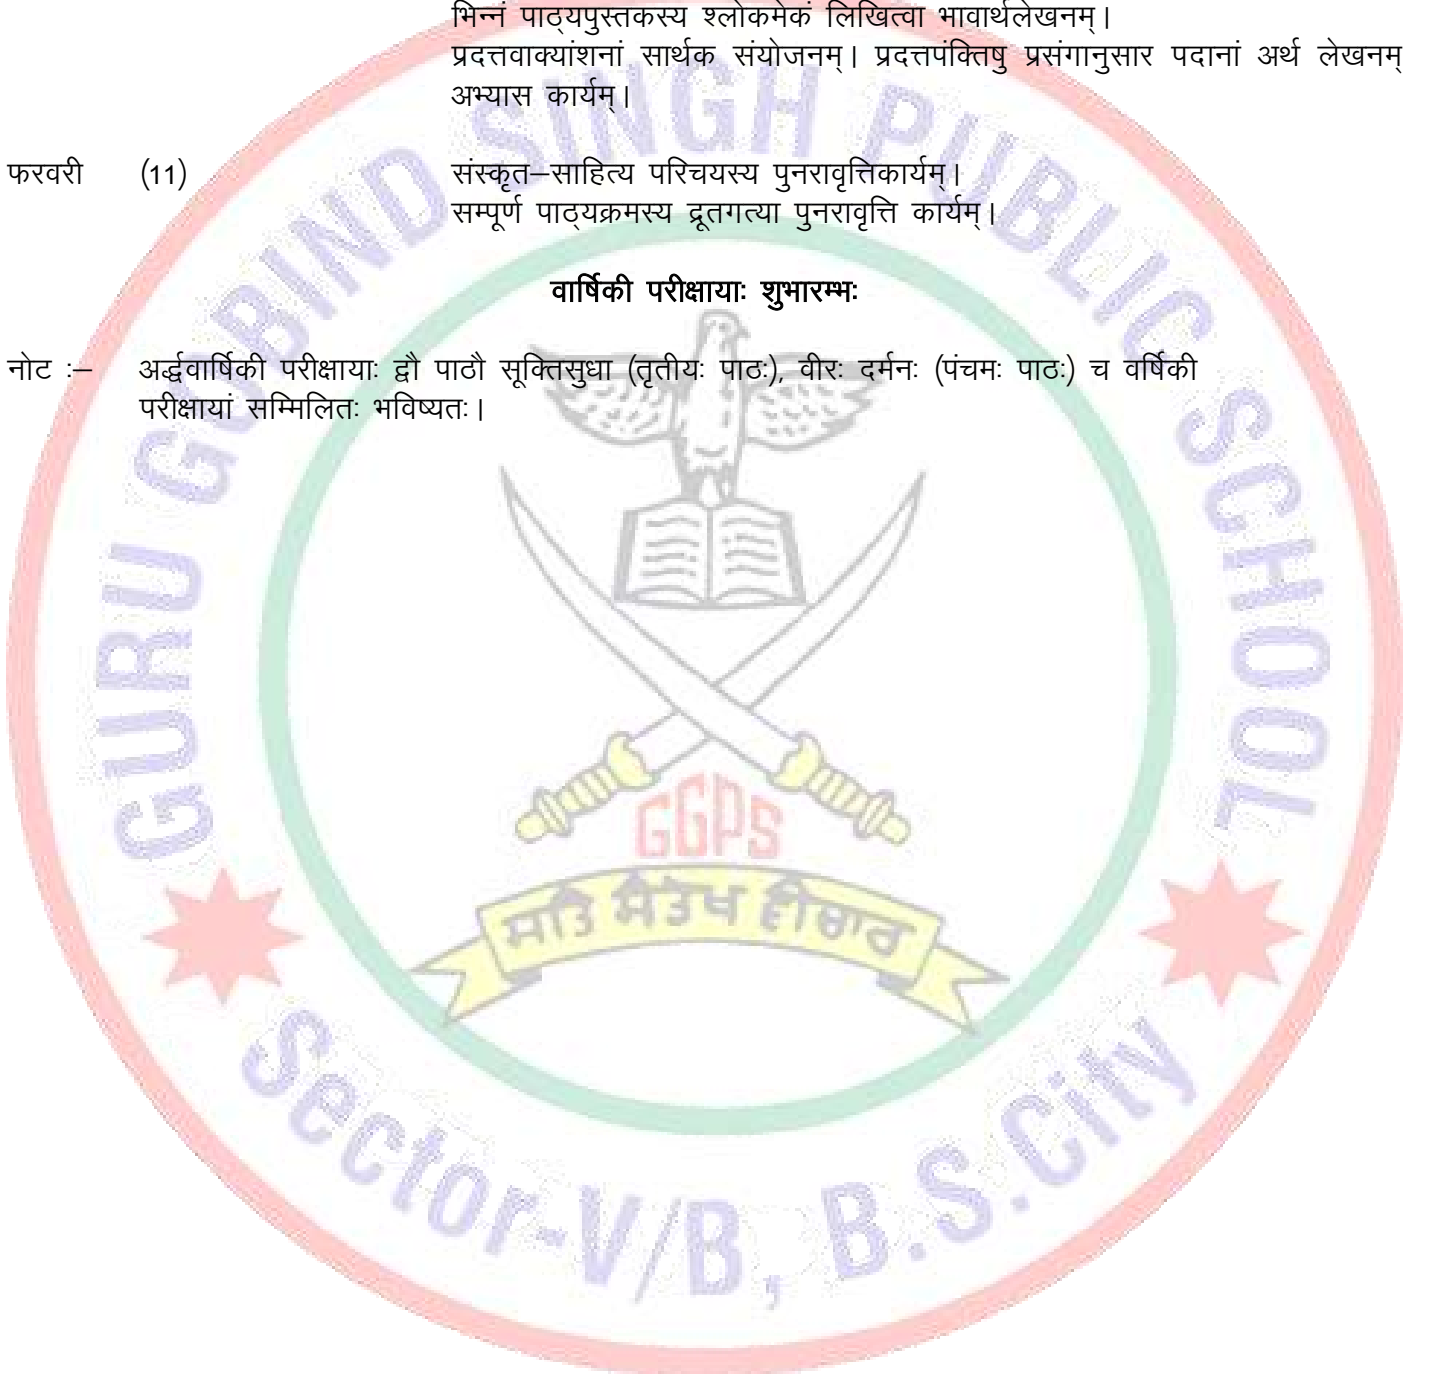 भिन्नं पाठ्यपुस्तकस्य श्लोकमेकं लिखित्वा भावार्थलेखनम्।
प्रदत्तवाक्यांशनां सार्थक संयोजनम्। प्रदत्तपंक्तिषु प्रसंगानुसार पदानां अर्थ लेखनम्
अभ्यास कार्यम्।
फरवरी (11) संस्कृत–साहित्य परिचयस्य पुनरावृत्तिकार्यम्।
सम्पूर्ण पाठ्यक्रमस्य द्रूतगत्या पुनरावृत्ति कार्यम्।
वार्षिकी परीक्षायाः शुभारम्भः
नोट :– अर्द्धवार्षिकी परीक्षायाः द्वौ पाठौ सूक्तिसुधा (तृतीयः पाठः), वीरः दर्मनः (पंचमः पाठः) च वर्षिकी
परीक्षायां सम्मिलितः भविष्यतः।
GURU GOBIND SINGH PUBLIC SCHOOL
GGPS
ਸਤਿ ਸੰਤੋਖ ਵੀਚਾਰ
Sector-V/B, B.S.City